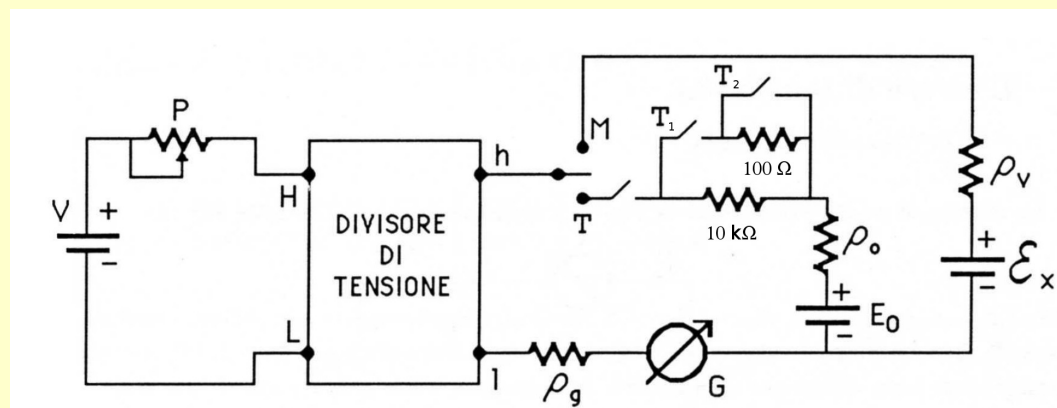 P
V
+
-
H
L
DIVISORE
DI
TENSIONE
h
l
M
T
T₁
T₂
100 Ω
10 kΩ
ρₒ
+
E₀
-
ρg
G
ρv
+
ℰx
-